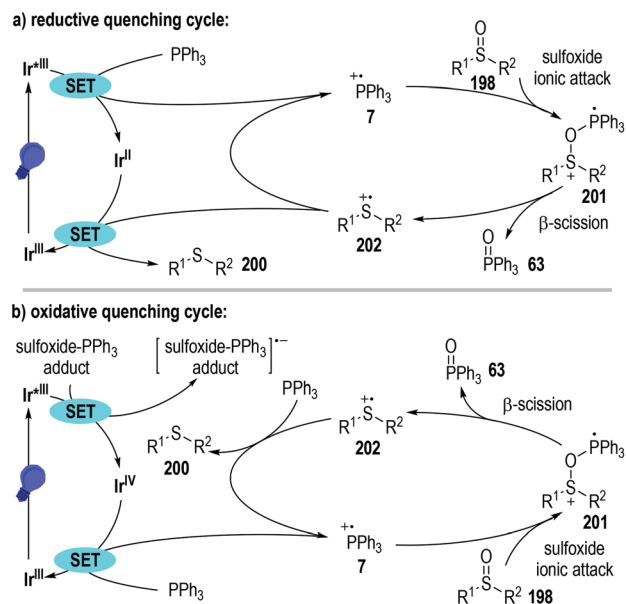 a) reductive quenching cycle:
Ir*III
SET
PPh3
+•
PPh3
7
O
S
R1 R2
198
sulfoxide
ionic attack
•
PPh3
O
S
R1 + R2
201
IrII
β-scission
O
PPh3
63
+•
S
R1 R2
202
SET
IrIII
S
R1 R2
200
b) oxidative quenching cycle:
sulfoxide-PPh3
adduct
[sulfoxide-PPh3
adduct]•−
Ir*III
SET
PPh3
S
R1 R2
200
+•
S
R1 R2
202
O
PPh3
63
β-scission
•
PPh3
O
S
R1 + R2
201
IrIV
SET
IrIII
PPh3
+•
PPh3
7
sulfoxide
ionic attack
O
S
R1 R2
198